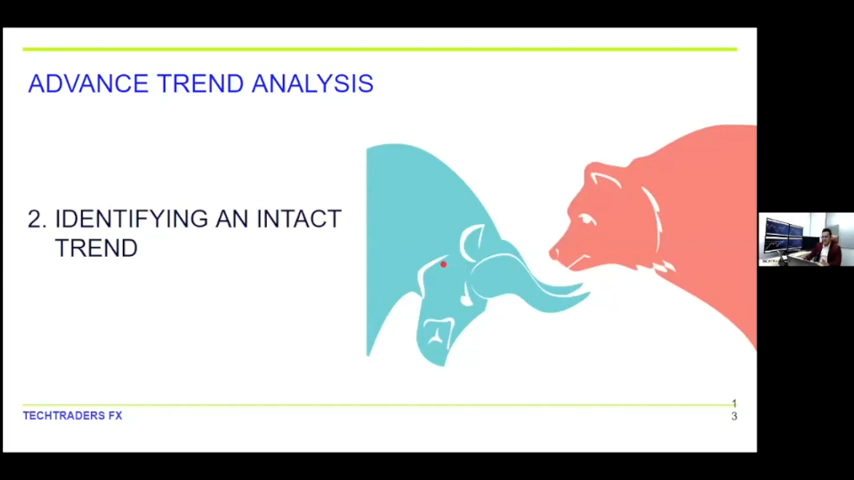 ADVANCE TREND ANALYSIS
2. IDENTIFYING AN INTACT
TREND
TECHTRADERS FX
1
3